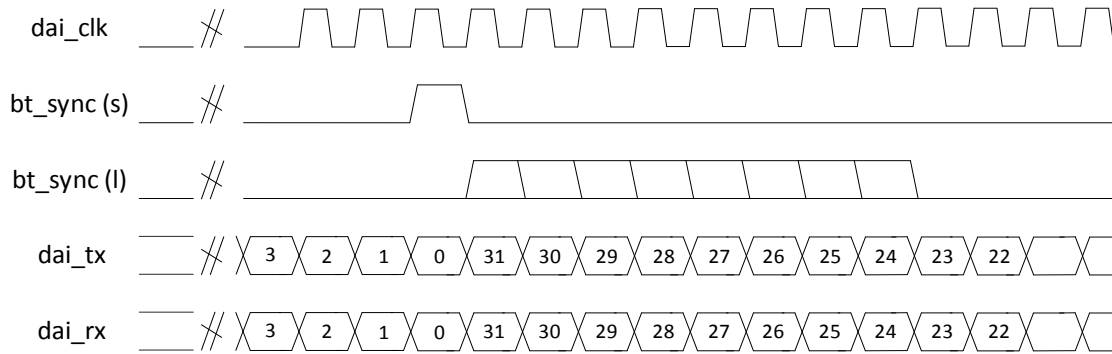 dai_clk
bt_sync (s)
bt_sync (l)
dai_tx 3 2 1 0 31 30 29 28 27 26 25 24 23 22
dai_rx 3 2 1 0 31 30 29 28 27 26 25 24 23 22